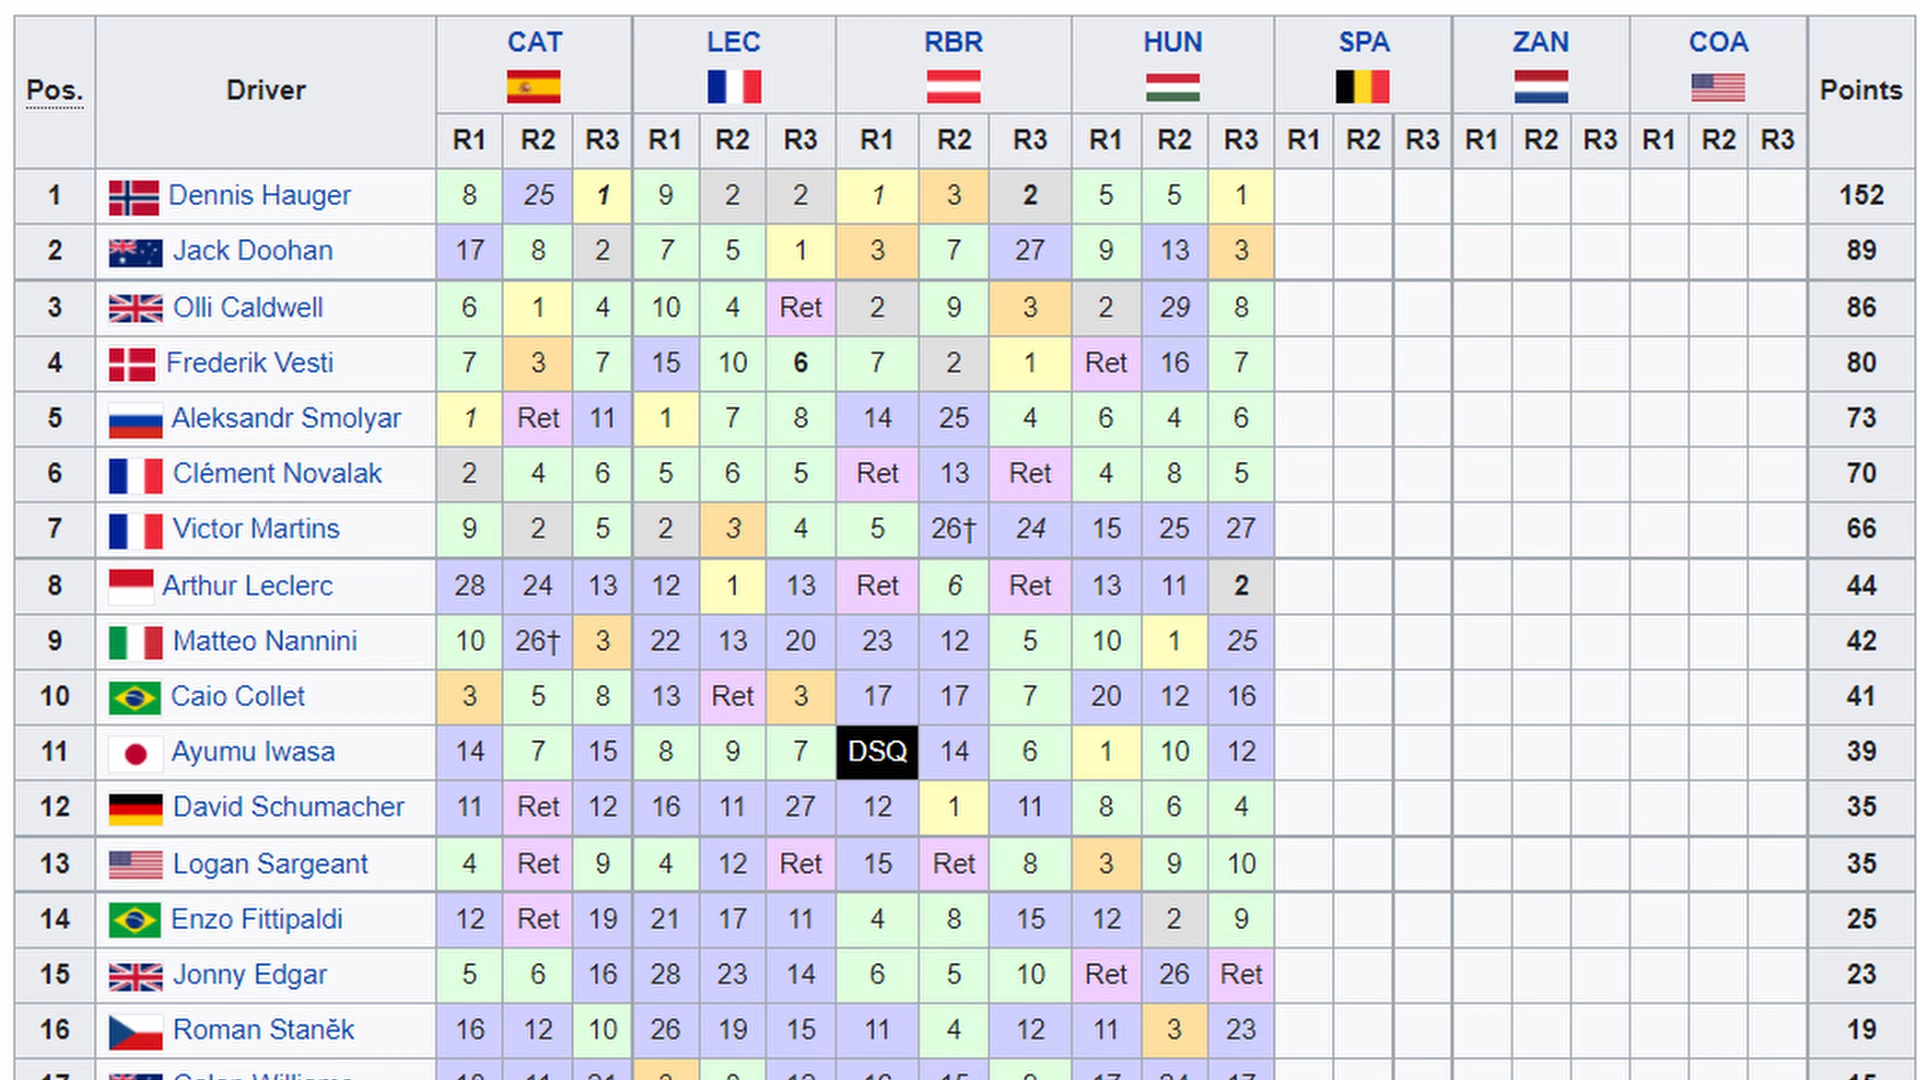 Pos. Driver CAT LEC RBR HUN SPA ZAN COA Points
R1 R2 R3 R1 R2 R3 R1 R2 R3 R1 R2 R3 R1 R2 R3 R1 R2 R3 R1 R2 R3
1 Dennis Hauger 8 25 1 9 2 2 1 3 2 5 5 1 152
2 Jack Doohan 17 8 2 7 5 1 3 7 27 9 13 3 89
3 Olli Caldwell 6 1 4 10 4 Ret 2 9 3 2 29 8 86
4 Frederik Vesti 7 3 7 15 10 6 7 2 1 Ret 16 7 80
5 Aleksandr Smolyar 1 Ret 11 1 7 8 14 25 4 6 4 6 73
6 Clément Novalak 2 4 6 5 6 5 Ret 13 Ret 4 8 5 70
7 Victor Martins 9 2 5 2 3 4 5 26† 24 15 25 27 66
8 Arthur Leclerc 28 24 13 12 1 13 Ret 6 Ret 13 11 2 44
9 Matteo Nannini 10 26† 3 22 13 20 23 12 5 10 1 25 42
10 Caio Collet 3 5 8 13 Ret 3 17 17 7 20 12 16 41
11 Ayumu Iwasa 14 7 15 8 9 7 DSQ 14 6 1 10 12 39
12 David Schumacher 11 Ret 12 16 11 27 12 1 11 8 6 4 35
13 Logan Sargeant 4 Ret 9 4 12 Ret 15 Ret 8 3 9 10 35
14 Enzo Fittipaldi 12 Ret 19 21 17 11 4 8 15 12 2 9 25
15 Jonny Edgar 5 6 16 28 23 14 6 5 10 Ret 26 Ret 23
16 Roman Staněk 16 12 10 26 19 15 11 4 12 11 3 23 19